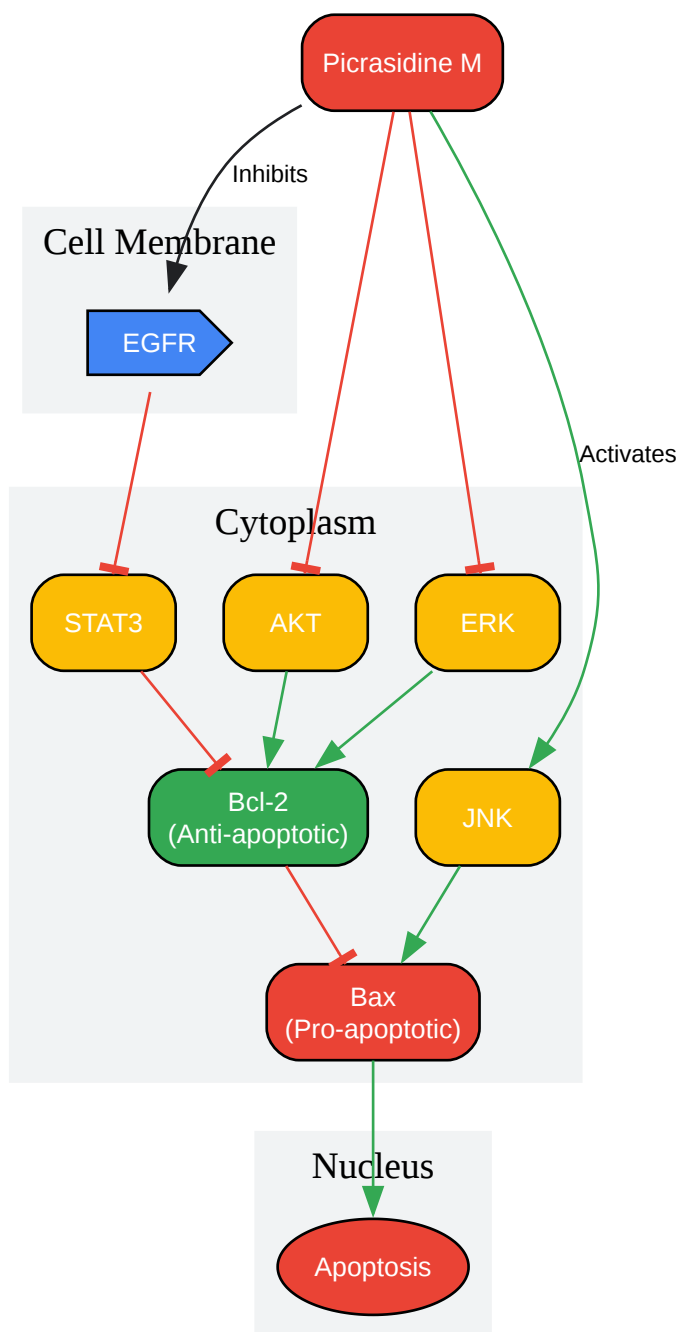 Picrasidine M
Inhibits
Cell Membrane
EGFR
Activates
Cytoplasm
STAT3
AKT
ERK
Bcl-2
(Anti-apoptotic)
JNK
Bax
(Pro-apoptotic)
Nucleus
Apoptosis